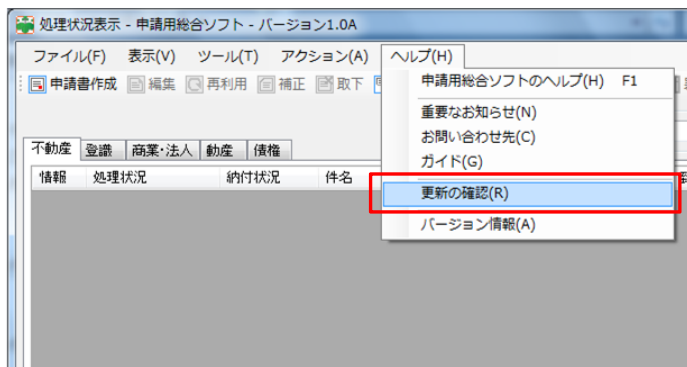 処理状況表示 - 申請用総合ソフト - バージョン1.0A
ファイル(F) 表示(V) ツール(T) アクション(A) ヘルプ(H)
申請書作成 編集 再利用 補正 取下
申請用総合ソフトのヘルプ(H) F1
重要なお知らせ(N)
お問い合わせ先(C)
ガイド(G)
更新の確認(R)
バージョン情報(A)
不動産 登識 商業・法人 動産 債権
情報 処理状況 納付状況 件名